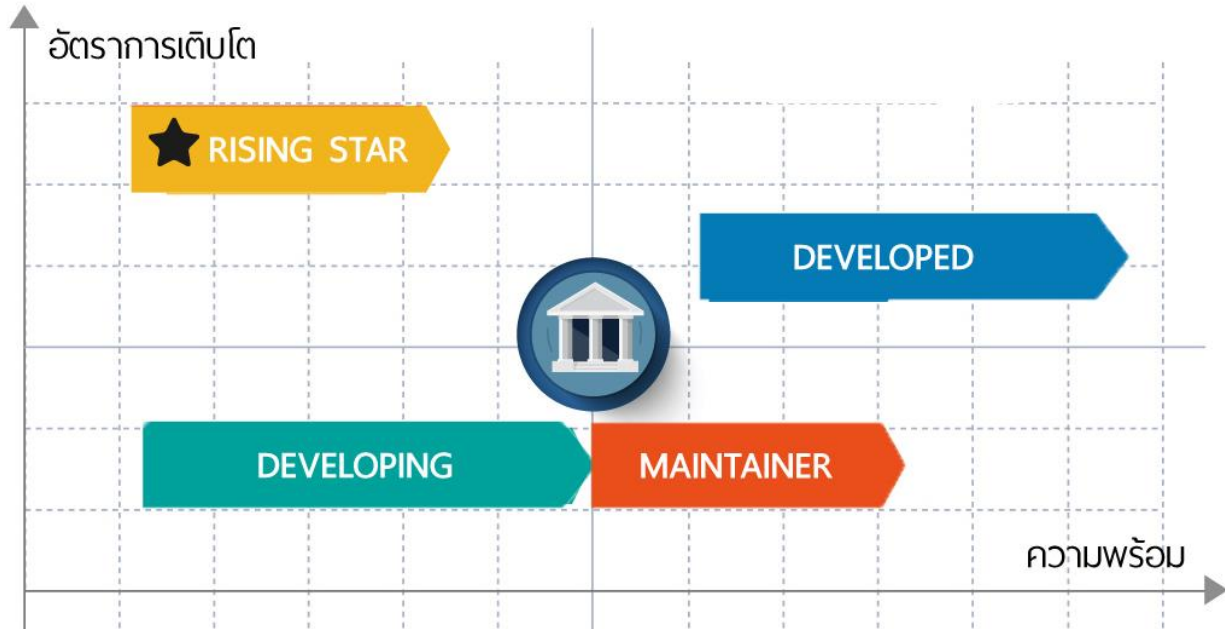 อัตราการเติบโต
RISING STAR
DEVELOPED
DEVELOPING
MAINTAINER
ความพร้อม